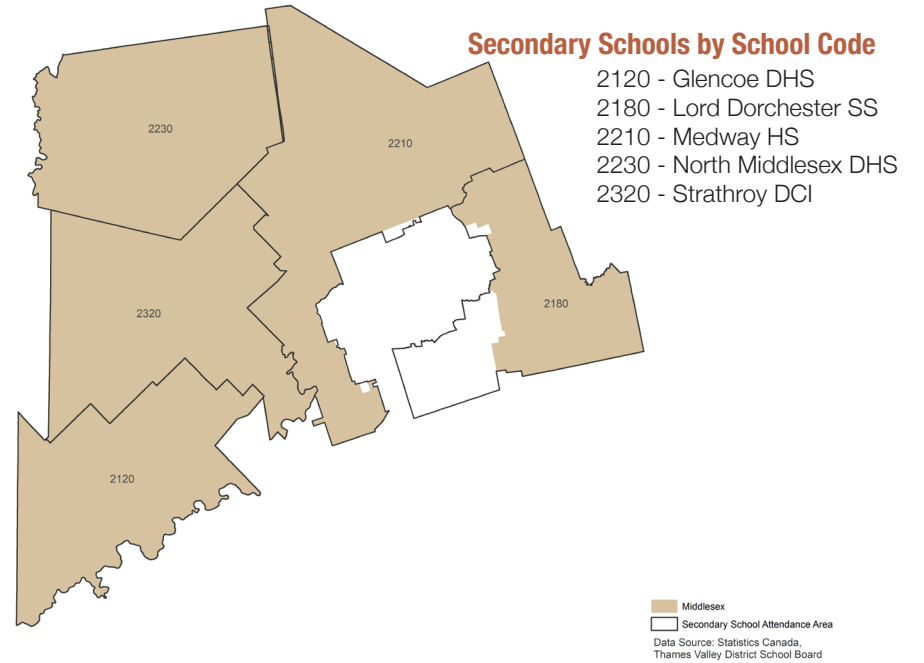 Secondary Schools by School Code
2120 - Glencoe DHS
2180 - Lord Dorchester SS
2210 - Medway HS
2230 - North Middlesex DHS
2320 - Strathroy DCI
2230
2210
2320
2180
2120
Middlesex
Secondary School Attendance Area
Data Source: Statistics Canada,
Thames Valley District School Board